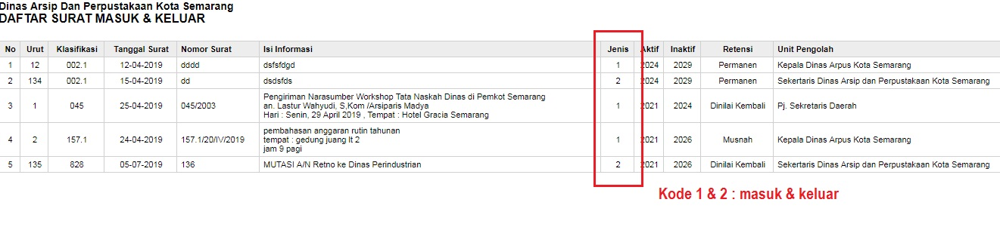 Dinas Arsip Dan Perpustakaan Kota Semarang
DAFTAR SURAT MASUK & KELUAR
No Urut Klasifikasi Tanggal Surat Nomor Surat Isi Informasi Jenis Aktif Inaktif Retensi Unit Pengolah
1 12 002.1 12-04-2019 dddd dsfsfdgd 1 2024 2029 Permanen Kepala Dinas Arpus Kota Semarang
2 134 002.1 15-04-2019 dd dsdsfds 2 2024 2029 Permanen Sekertaris Dinas Arsip dan Perpustakaan Kota Semarang
Pengiriman Narasumber Workshop Tata Naskah Dinas di Pemkot Semarang
3 1 045 25-04-2019 045/2003 an. Lastur Wahyudi, S,Kom /Arsiparis Madya 1 2021 2024 Dinilai Kembali Pj. Sekretaris Daerah
Hari : Senin, 29 April 2019 , Tempat : Hotel Gracia Semarang
pembahasan anggaran rutin tahunan
4 2 157.1 24-04-2019 157.1/20/IV/2019 tempat : gedung juang lt 2 1 2021 2026 Musnah Kepala Dinas Arpus Kota Semarang
jam 9 pagi
5 135 828 05-07-2019 136 MUTASI A/N Retno ke Dinas Perindustrian 2 2021 2026 Dinilai Kembali Sekertaris Dinas Arsip dan Perpustakaan Kota Semarang
Kode 1 & 2 : masuk & keluar